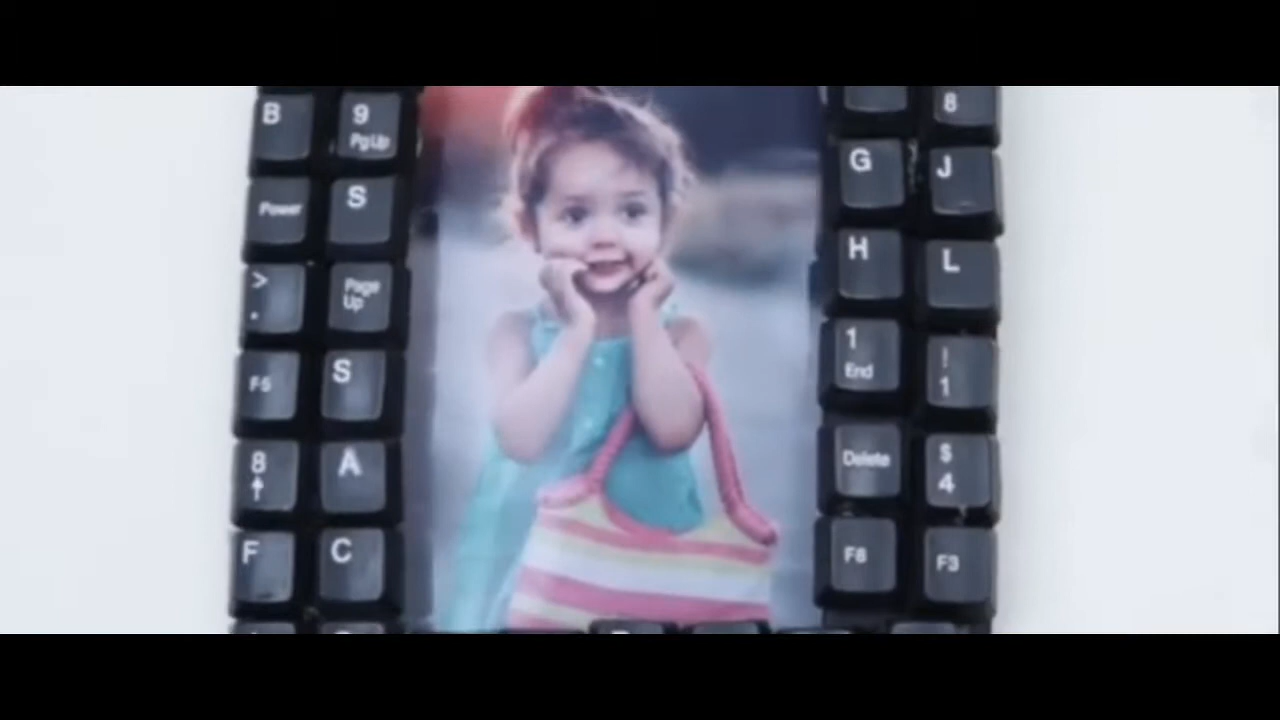 B 9 PgUp 8
Power S G J
> . Page Up H L
F5 S 1 End ! 1
8 ↑ A Delete $ 4
F C F8 F3